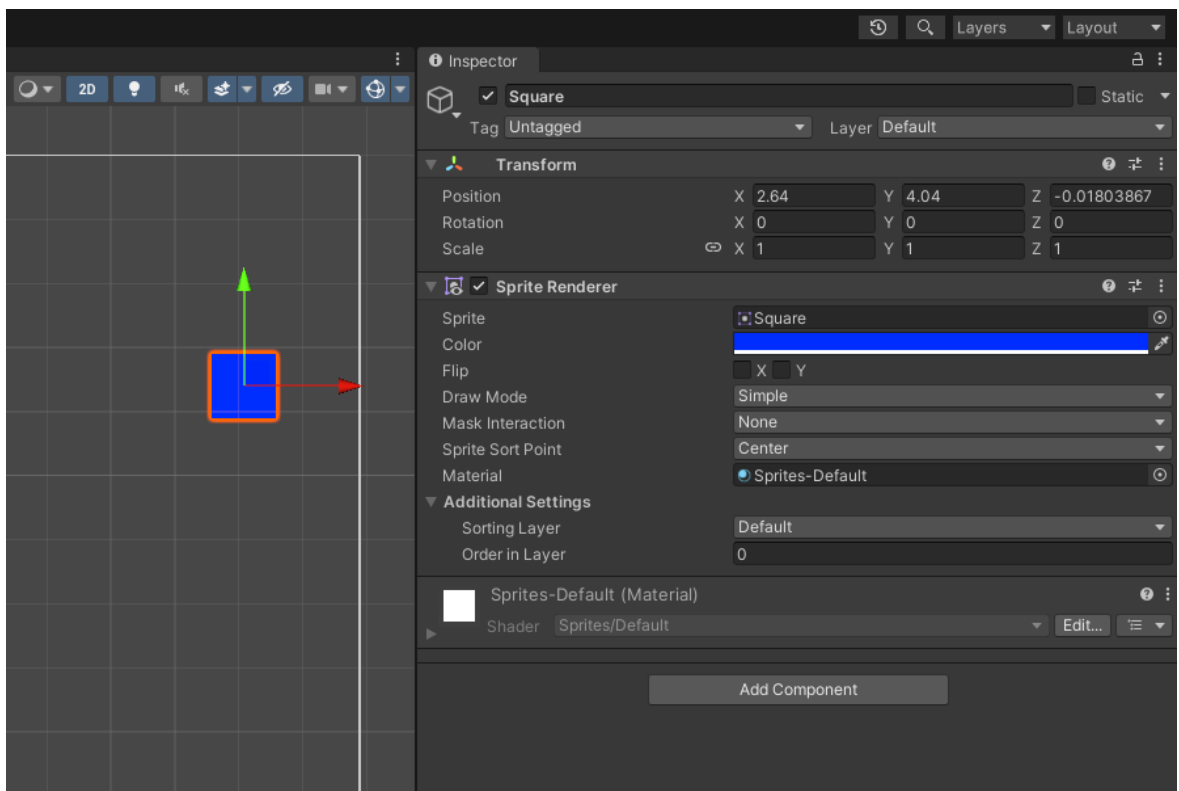 Layers Layout
Inspector
2D
Square Static
Tag Untagged Layer Default
Transform
Position X 2.64 Y 4.04 Z -0.01803867
Rotation X 0 Y 0 Z 0
Scale X 1 Y 1 Z 1
Sprite Renderer
Sprite Square
Color
Flip X Y
Draw Mode Simple
Mask Interaction None
Sprite Sort Point Center
Material Sprites-Default
Additional Settings
Sorting Layer Default
Order in Layer 0
Sprites-Default (Material)
Shader Sprites/Default Edit...
Add Component